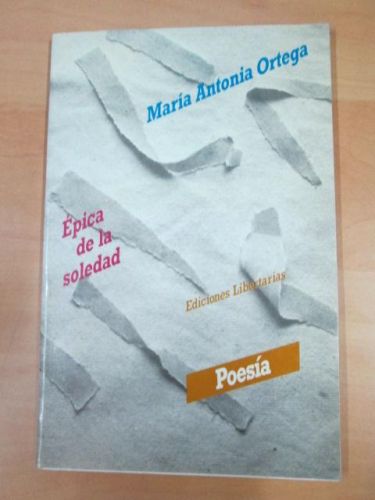 María Antonia Ortega
Épica
de la
soledad
Ediciones Libertarias
Poesía